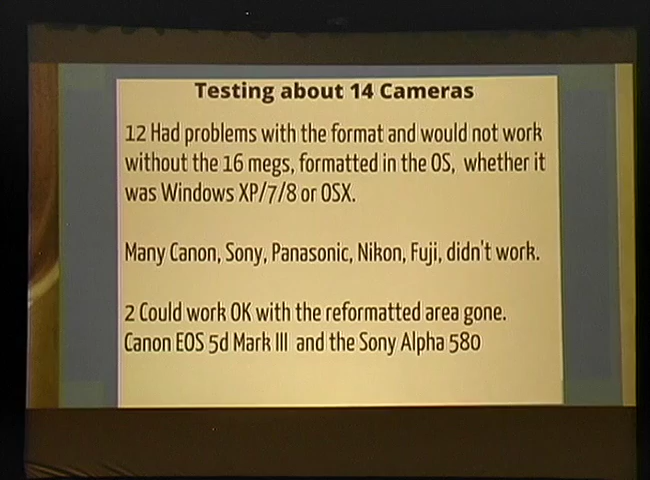 Testing about 14 Cameras
12 Had problems with the format and would not work
without the 16 megs, formatted in the OS, whether it
was Windows XP/7/8 or OSX.
Many Canon, Sony, Panasonic, Nikon, Fuji, didn't work.
2 Could work OK with the reformatted area gone.
Canon EOS 5d Mark III and the Sony Alpha 580